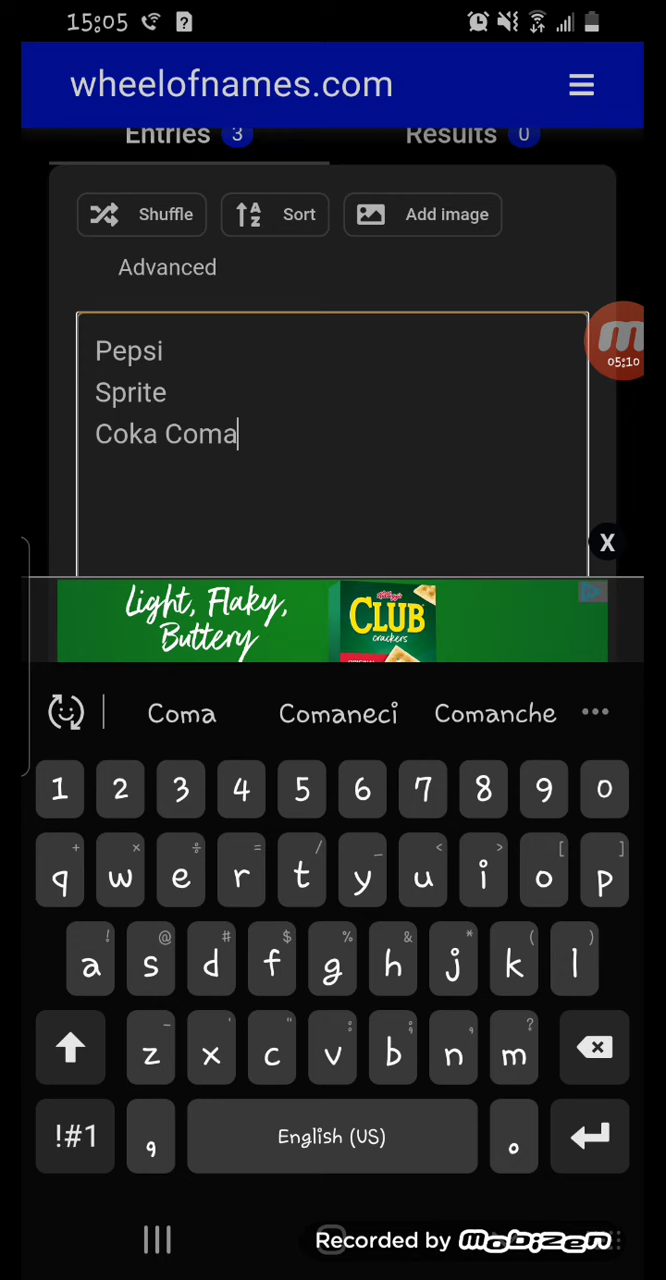 15:05
wheelofnames.com
Entries 3 Results 0
Shuffle Sort Add image
Advanced
Pepsi
Sprite
Coka Coma
05:10
X
Light, Flaky,
Buttery
Kellogg's
CLUB
crackers
ORIGINAL
Coma Comaneci Comanche
1 2 3 4 5 6 7 8 9 0
+ × ÷ = / _ < > [ ]
q w e r t y u i o p
! @ # $ % & * ( )
a s d f g h j k l
- ' " : ; , ?
z x c v b n m
!#1 , English (US) .
Recorded by mobizen